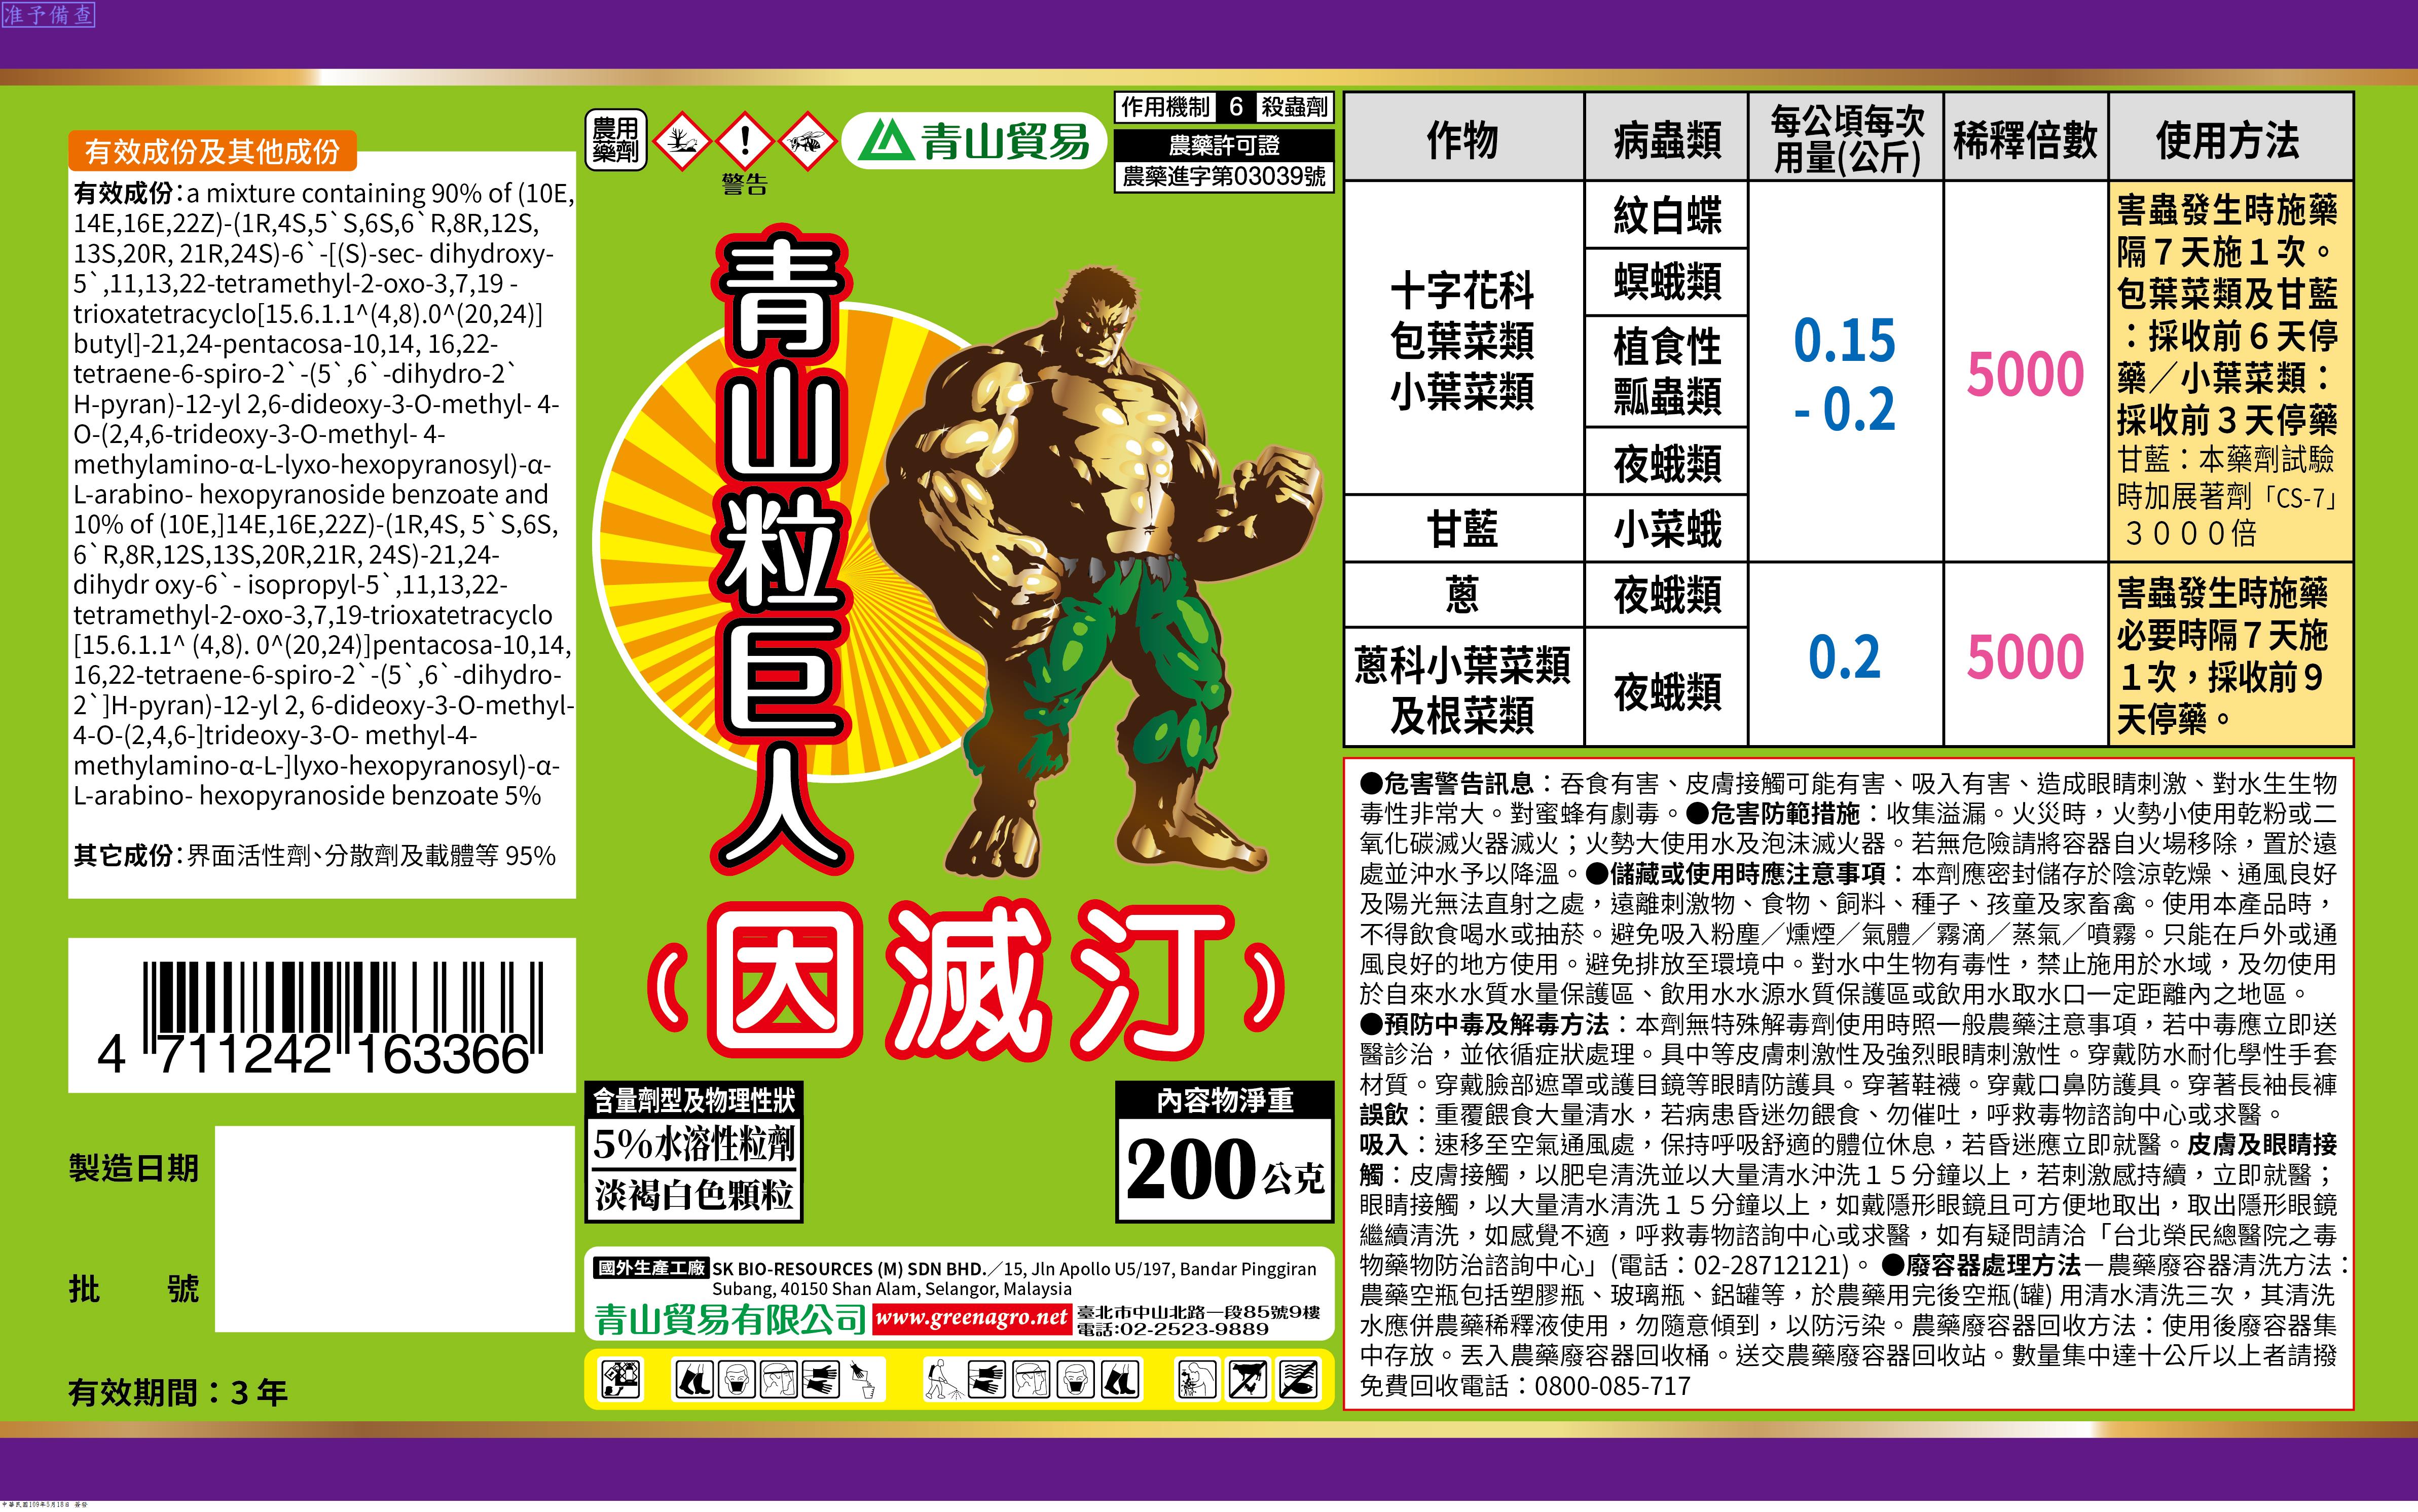 准予備查
有效成份及其他成份
有效成份：a mixture containing 90% of (10E,
14E,16E,22Z)-(1R,4S,5`S,6S,6`R,8R,12S,
13S,20R, 21R,24S)-6`-[(S)-sec- dihydroxy-
5`,11,13,22-tetramethyl-2-oxo-3,7,19 -
trioxatetracyclo[15.6.1.1^(4,8).0^(20,24)]
butyl]-21,24-pentacosa-10,14, 16,22-
tetraene-6-spiro-2`-(5`,6`-dihydro-2`
H-pyran)-12-yl 2,6-dideoxy-3-O-methyl- 4-
O-(2,4,6-trideoxy-3-O-methyl- 4-
methylamino-α-L-lyxo-hexopyranosyl)-α-
L-arabino- hexopyranoside benzoate and
10% of (10E,]14E,16E,22Z)-(1R,4S, 5`S,6S,
6`R,8R,12S,13S,20R,21R, 24S)-21,24-
dihydr oxy-6`- isopropyl-5`,11,13,22-
tetramethyl-2-oxo-3,7,19-trioxatetracyclo
[15.6.1.1^ (4,8). 0^(20,24)]pentacosa-10,14,
16,22-tetraene-6-spiro-2`-(5`,6`-dihydro-
2`]H-pyran)-12-yl 2, 6-dideoxy-3-O-methyl-
4-O-(2,4,6-]trideoxy-3-O- methyl-4-
methylamino-α-L-]lyxo-hexopyranosyl)-α-
L-arabino- hexopyranoside benzoate 5%
其它成份：界面活性劑、分散劑及載體等 95%
4 711242 163366
製造日期
批 號
有效期間：3 年
農用
藥劑
警告
青山貿易
作用機制 6 殺蟲劑
農藥許可證
農藥進字第03039號
青山粒巨人
（因滅汀）
含量劑型及物理性狀
5%水溶性粒劑
淡褐白色顆粒
內容物淨重
200公克
國外生產工廠 SK BIO-RESOURCES (M) SDN BHD.／15, Jln Apollo U5/197, Bandar Pinggiran
Subang, 40150 Shan Alam, Selangor, Malaysia
青山貿易有限公司 www.greenagro.net 臺北市中山北路一段85號9樓
電話:02-2523-9889
作物 病蟲類 每公頃每次 用量(公斤) 稀釋倍數 使用方法
十字花科
包葉菜類
小葉菜類
紋白蝶
螟蛾類
植食性
瓢蟲類
夜蛾類
甘藍 小菜蛾
0.15
- 0.2
5000
害蟲發生時施藥
隔７天施１次。
包葉菜類及甘藍
：採收前６天停
藥／小葉菜類：
採收前３天停藥
甘藍：本藥劑試驗
時加展著劑「CS-7」
３０００倍
蔥 夜蛾類
蔥科小葉菜類
及根菜類
夜蛾類
0.2
5000
害蟲發生時施藥
必要時隔７天施
１次，採收前９
天停藥。
●危害警告訊息：吞食有害、皮膚接觸可能有害、吸入有害、造成眼睛刺激、對水生生物
毒性非常大。對蜜蜂有劇毒。●危害防範措施：收集溢漏。火災時，火勢小使用乾粉或二
氧化碳滅火器滅火；火勢大使用水及泡沫滅火器。若無危險請將容器自火場移除，置於遠
處並沖水予以降溫。●儲藏或使用時應注意事項：本劑應密封儲存於陰涼乾燥、通風良好
及陽光無法直射之處，遠離刺激物、食物、飼料、種子、孩童及家畜禽。使用本產品時，
不得飲食喝水或抽菸。避免吸入粉塵／燻煙／氣體／霧滴／蒸氣／噴霧。只能在戶外或通
風良好的地方使用。避免排放至環境中。對水中生物有毒性，禁止施用於水域，及勿使用
於自來水水質水量保護區、飲用水水源水質保護區或飲用水取水口一定距離內之地區。
●預防中毒及解毒方法：本劑無特殊解毒劑使用時照一般農藥注意事項，若中毒應立即送
醫診治，並依循症狀處理。具中等皮膚刺激性及強烈眼睛刺激性。穿戴防水耐化學性手套
材質。穿戴臉部遮罩或護目鏡等眼睛防護具。穿著鞋襪。穿戴口鼻防護具。穿著長袖長褲
誤飲：重覆餵食大量清水，若病患昏迷勿餵食、勿催吐，呼救毒物諮詢中心或求醫。
吸入：速移至空氣通風處，保持呼吸舒適的體位休息，若昏迷應立即就醫。皮膚及眼睛接
觸：皮膚接觸，以肥皂清洗並以大量清水沖洗１５分鐘以上，若刺激感持續，立即就醫；
眼睛接觸，以大量清水清洗１５分鐘以上，如戴隱形眼鏡且可方便地取出，取出隱形眼鏡
繼續清洗，如感覺不適，呼救毒物諮詢中心或求醫，如有疑問請洽「台北榮民總醫院之毒
物藥物防治諮詢中心」(電話：02-28712121)。●廢容器處理方法－農藥廢容器清洗方法：
農藥空瓶包括塑膠瓶、玻璃瓶、鋁罐等，於農藥用完後空瓶(罐) 用清水清洗三次，其清洗
水應併農藥稀釋液使用，勿隨意傾到，以防污染。農藥廢容器回收方法：使用後廢容器集
中存放。丟入農藥廢容器回收桶。送交農藥廢容器回收站。數量集中達十公斤以上者請撥
免費回收電話：0800-085-717
中華民國109年5月18日 簽發